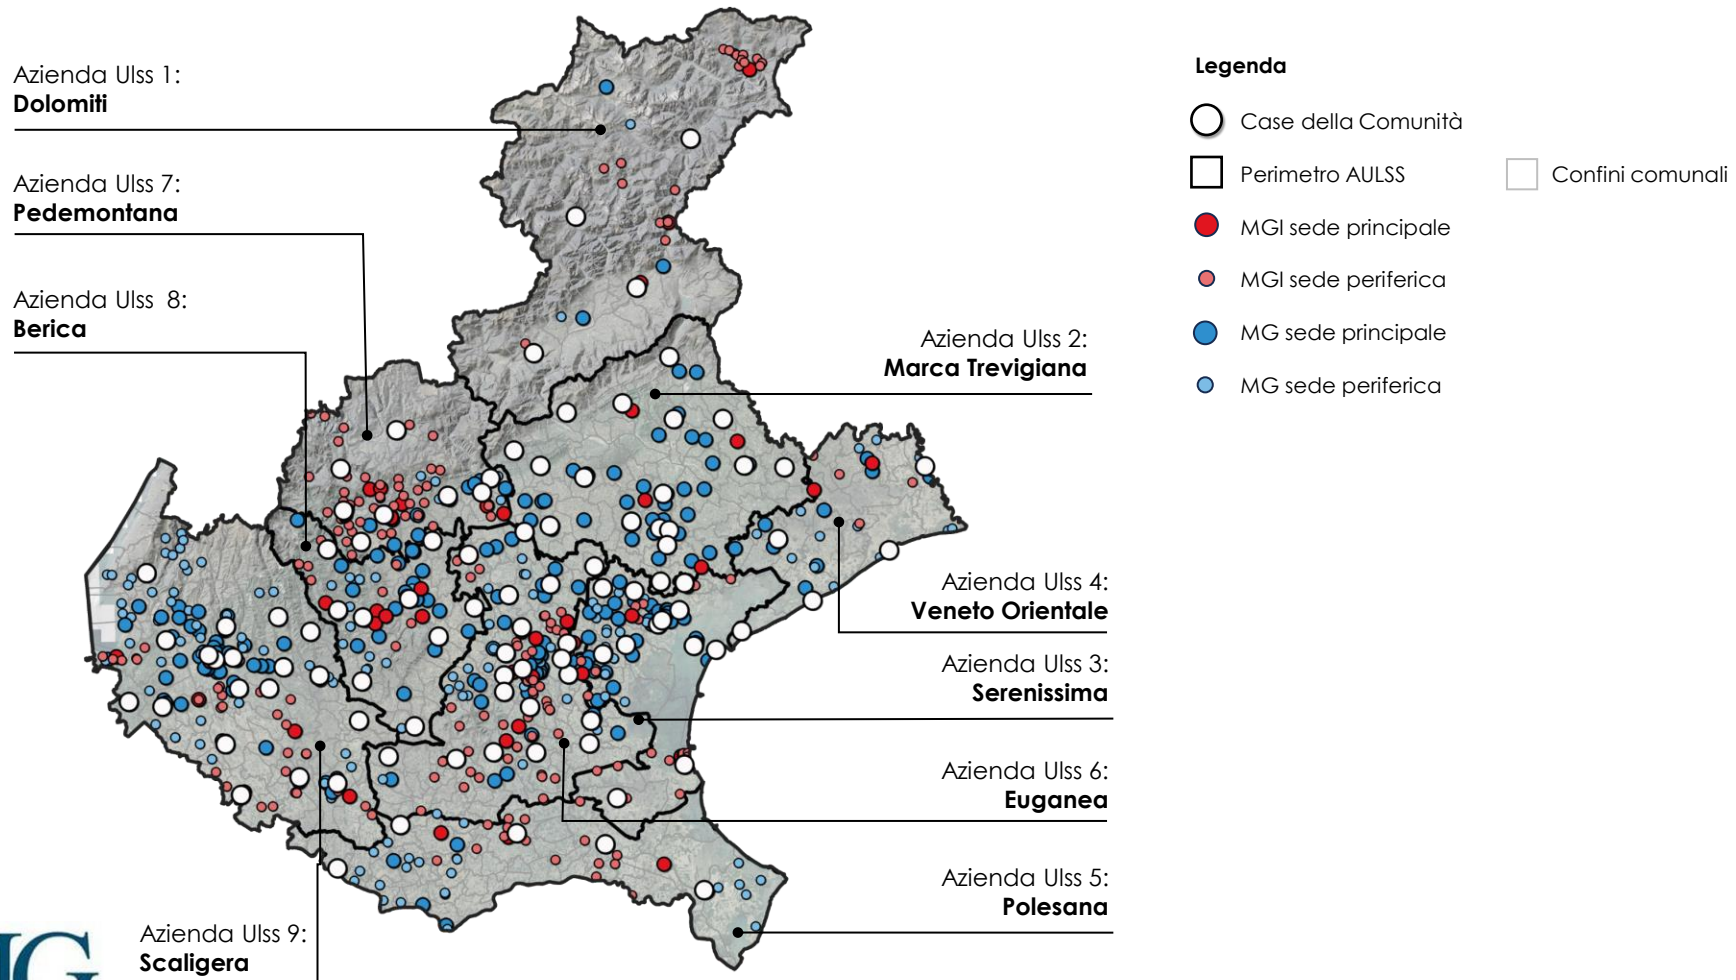 Azienda Ulss 1:
Dolomiti
Azienda Ulss 7:
Pedemontana
Azienda Ulss 8:
Berica
Azienda Ulss 2:
Marca Trevigiana
Azienda Ulss 4:
Veneto Orientale
Azienda Ulss 3:
Serenissima
Azienda Ulss 6:
Euganea
Azienda Ulss 5:
Polesana
Azienda Ulss 9:
Scaligera
Legenda
Case della Comunità
Perimetro AULSS
Confini comunali
MGI sede principale
MGI sede periferica
MG sede principale
MG sede periferica